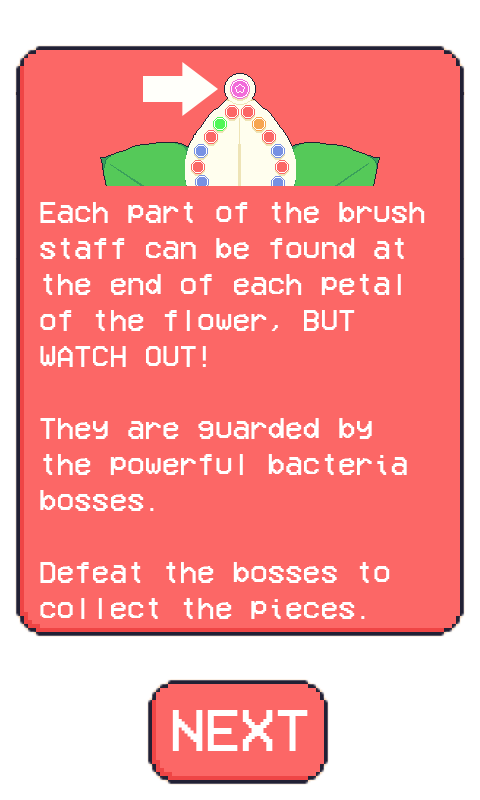 Each part of the brush
staff can be found at
the end of each petal
of the flower, BUT
WATCH OUT!
They are guarded by
the powerful bacteria
bosses.
Defeat the bosses to
collect the pieces.
NEXT